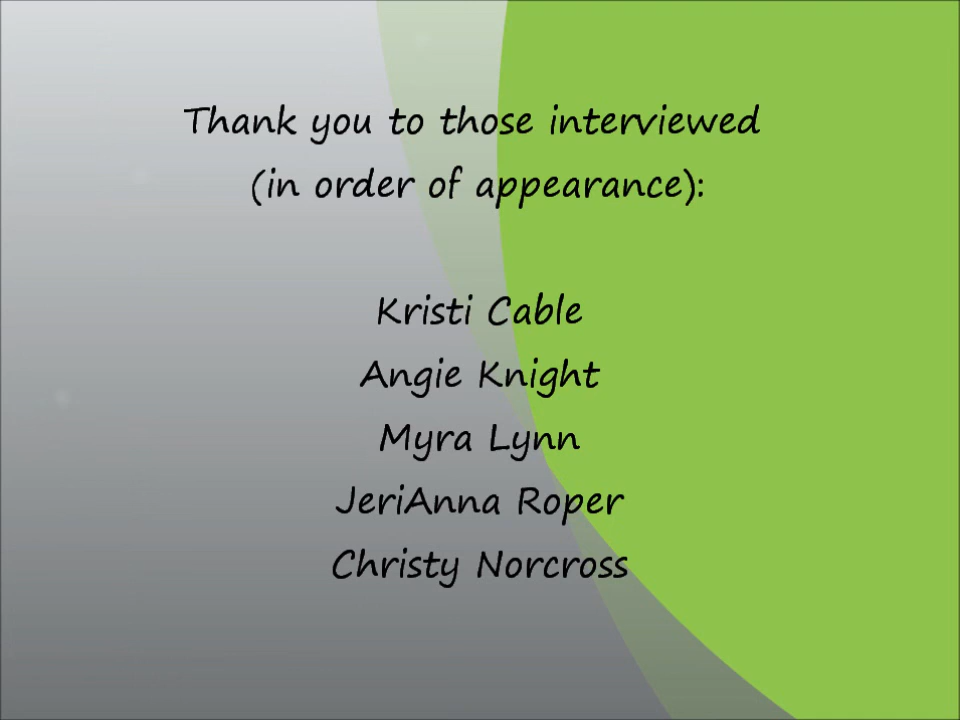 Thank you to those interviewed
(in order of appearance):
Kristi Cable
Angie Knight
Myra Lynn
JeriAnna Roper
Christy Norcross